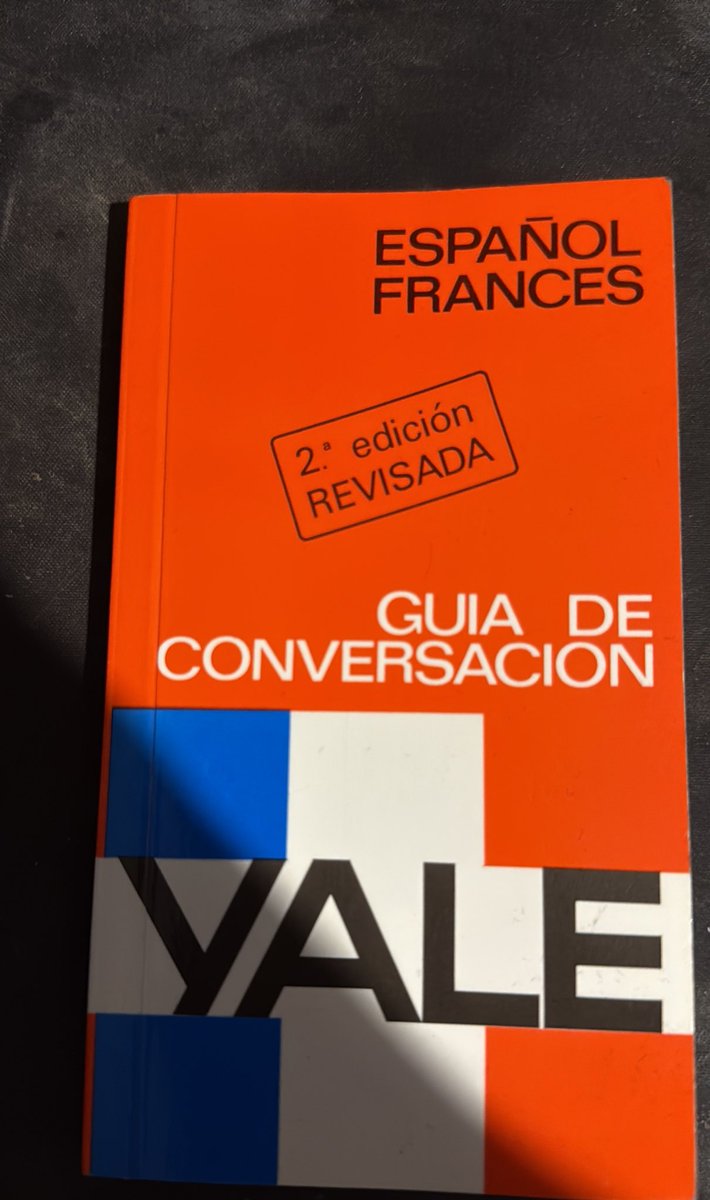 ESPAÑOL
FRANCES
2.ª edición
REVISADA
GUIA DE
CONVERSACION
YALE